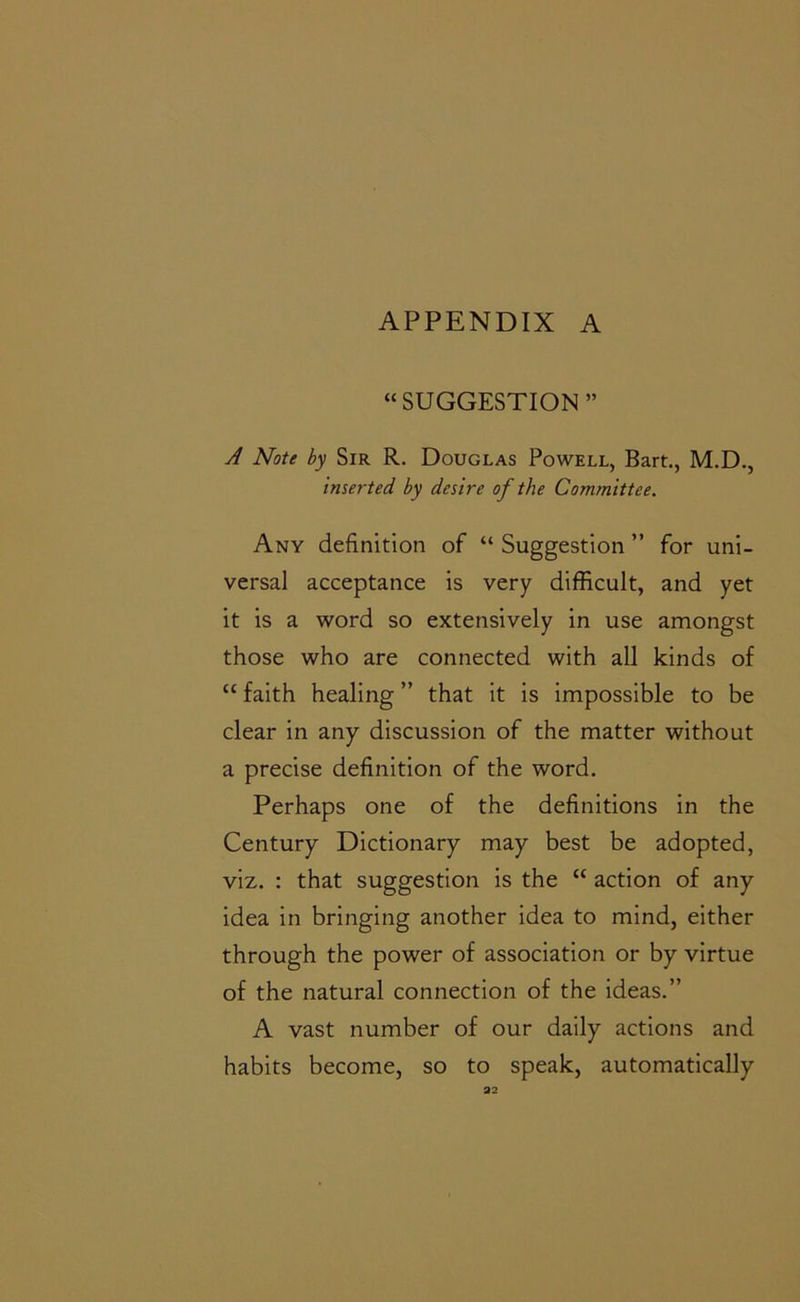 APPENDIX A
“SUGGESTION”
A Note by Sir R. Douglas Powell, Bart., M.D.,
inserted by desire of the Committee.
Any definition of “ Suggestion ” for uni-
versal acceptance is very difficult, and yet
it is a word so extensively in use amongst
those who are connected with all kinds of
“faith healing” that it is impossible to be
clear in any discussion of the matter without
a precise definition of the word.
Perhaps one of the definitions in the
Century Dictionary may best be adopted,
viz. : that suggestion is the “ action of any
idea in bringing another idea to mind, either
through the power of association or by virtue
of the natural connection of the ideas.”
A vast number of our daily actions and
habits become, so to speak, automatically
22